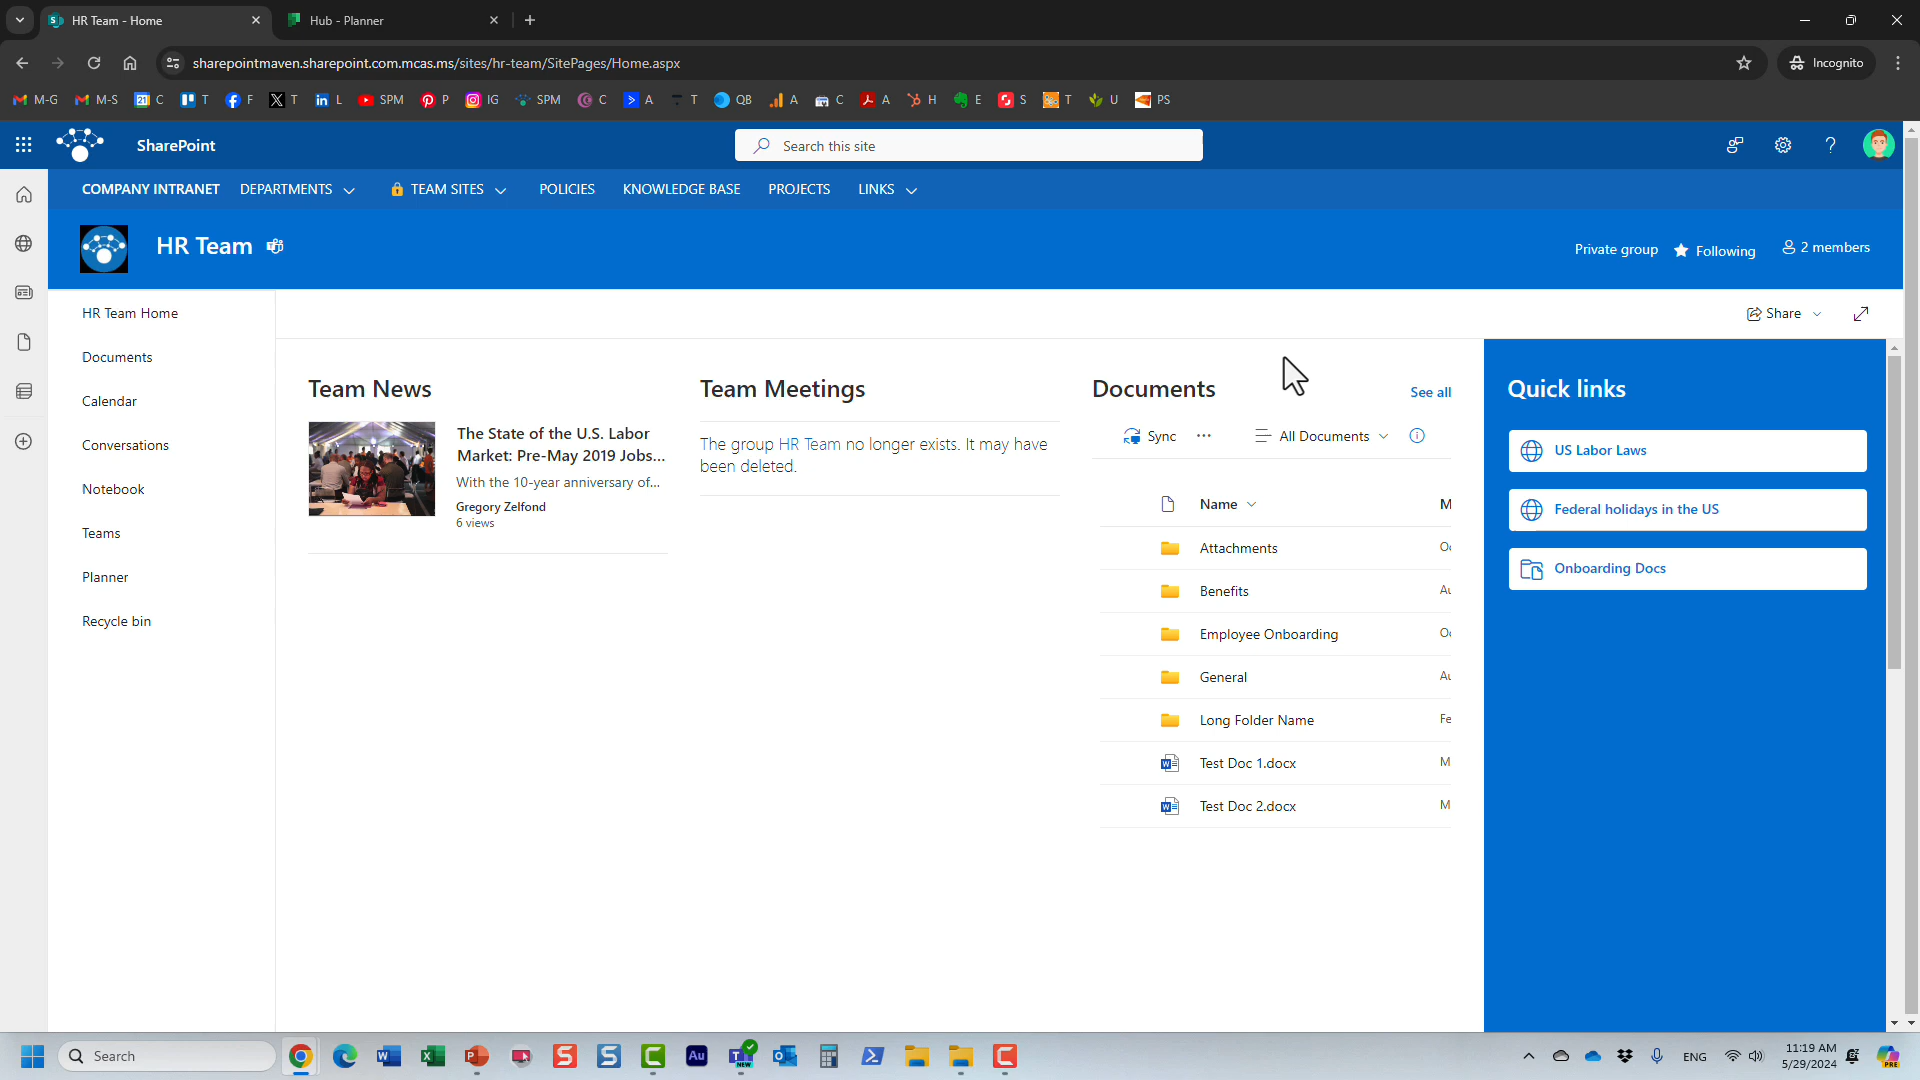 HR Team - Home
Hub - Planner
sharepointmaven.sharepoint.com.mcas.ms/sites/hr-team/SitePages/Home.aspx
Incognito
M-G M-S C T F T L SPM P IG SPM C A T QB A C A H E S T U PS
SharePoint
Search this site
COMPANY INTRANET DEPARTMENTS TEAM SITES POLICIES KNOWLEDGE BASE PROJECTS LINKS
HR Team
Private group Following 2 members
HR Team Home
Documents
Calendar
Conversations
Notebook
Teams
Planner
Recycle bin
Share
Team News
The State of the U.S. Labor
Market: Pre-May 2019 Jobs...
With the 10-year anniversary of...
Gregory Zelfond
6 views
Team Meetings
The group HR Team no longer exists. It may have
been deleted.
Documents
See all
Sync ··· All Documents
Name M
Attachments Oc
Benefits Au
Employee Onboarding Oc
General Au
Long Folder Name Fe
Test Doc 1.docx M
Test Doc 2.docx M
Quick links
US Labor Laws
Federal holidays in the US
Onboarding Docs
Search
ENG
11:19 AM
5/29/2024